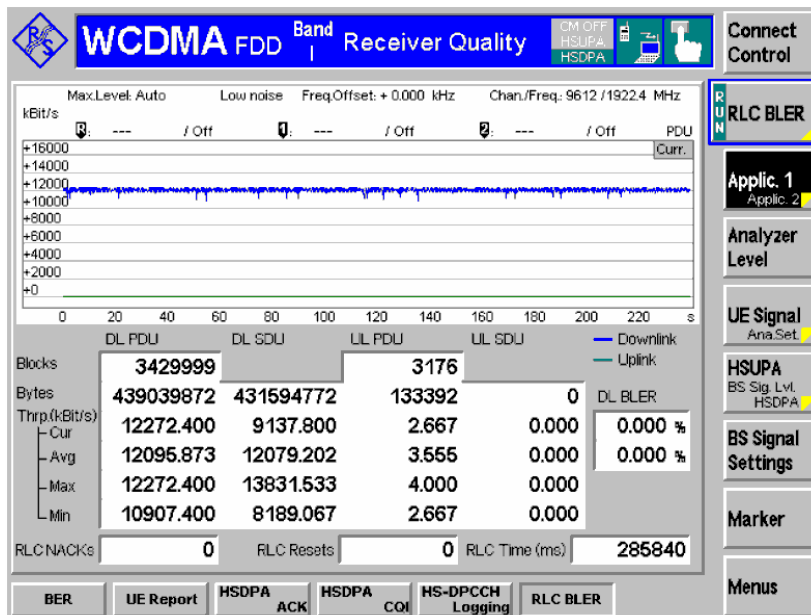 R S
WCDMA FDD Band I Receiver Quality
CM OFF
HSUPA
HSDPA
Connect Control
RUN RLC BLER
Applic. 1
Applic. 2
Analyzer Level
UE Signal
Ana.Set.
HSUPA
BS Sig. Lvl.
HSDPA
BS Signal Settings
Marker
Menus
Max.Level: Auto Low noise Freq.Offset: + 0.000 kHz Chan./Freq.: 9612 /1922.4 MHz
kBit/s
R: --- / Off 1: --- / Off 2: --- / Off PDU
Curr.
+16000
+14000
+12000
+10000
+8000
+6000
+4000
+2000
+0
0 20 40 60 80 100 120 140 160 180 200 220 s
DL PDU DL SDU UL PDU UL SDU Downlink
Uplink
Blocks 3429999 3176
Bytes 439039872 431594772 133392 0 DL BLER
Thrp.(kBit/s)
Cur 12272.400 9137.800 2.667 0.000 0.000 %
Avg 12095.873 12079.202 3.555 0.000 0.000 %
Max 12272.400 13831.533 4.000 0.000
Min 10907.400 8189.067 2.667 0.000
RLC NACKs 0 RLC Resets 0 RLC Time (ms) 285840
BER
UE Report
HSDPA ACK
HSDPA CQI
HS-DPCCH Logging
RLC BLER